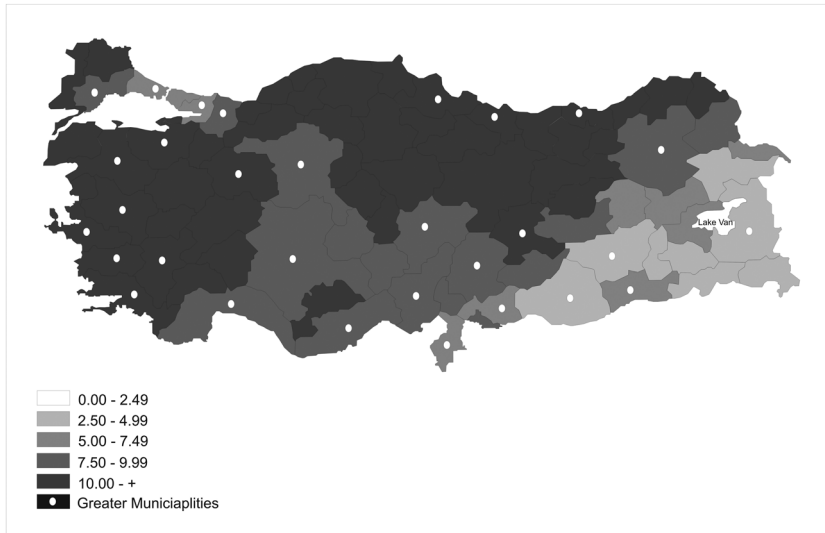 Lake Van
0.00 - 2.49
2.50 - 4.99
5.00 - 7.49
7.50 - 9.99
10.00 - +
Greater Municiaplities